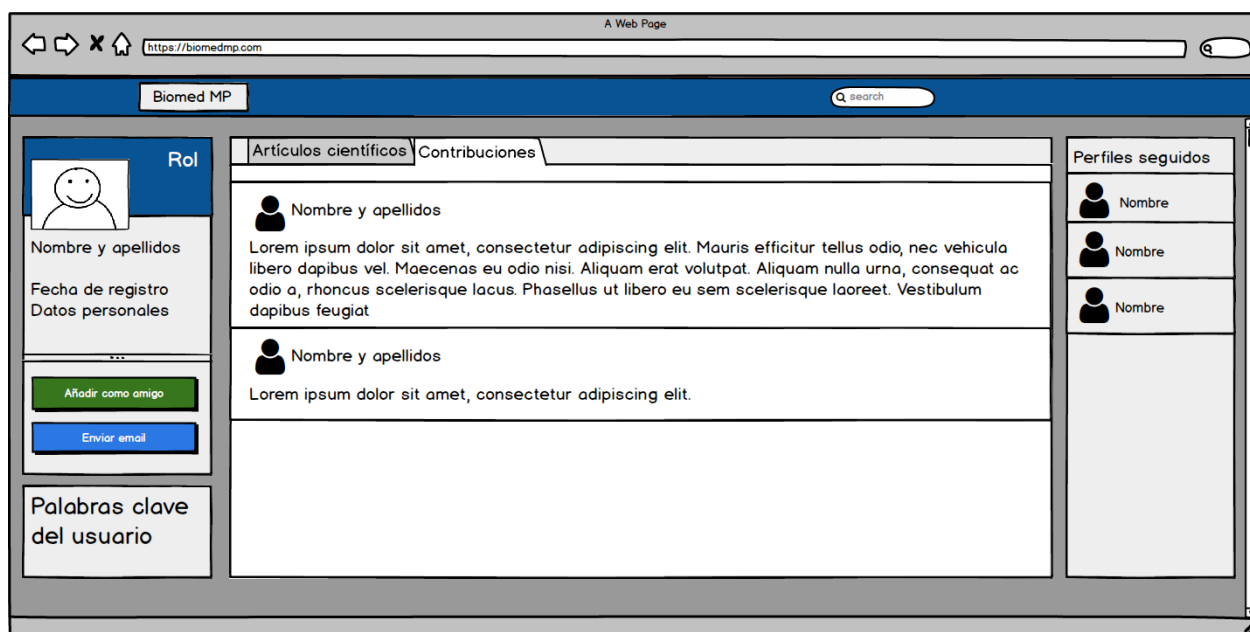 A Web Page
https://biomedmp.com
Biomed MP
search
Rol
Nombre y apellidos
Fecha de registro
Datos personales
Añadir como amigo
Enviar email
Palabras clave
del usuario
Artículos científicos
Contribuciones
Nombre y apellidos
Lorem ipsum dolor sit amet, consectetur adipiscing elit. Mauris efficitur tellus odio, nec vehicula
libero dapibus vel. Maecenas eu odio nisi. Aliquam erat volutpat. Aliquam nulla urna, consequat ac
odio a, rhoncus scelerisque lacus. Phasellus ut libero eu sem scelerisque laoreet. Vestibulum
dapibus feugiat
Nombre y apellidos
Lorem ipsum dolor sit amet, consectetur adipiscing elit.
Perfiles seguidos
Nombre
Nombre
Nombre